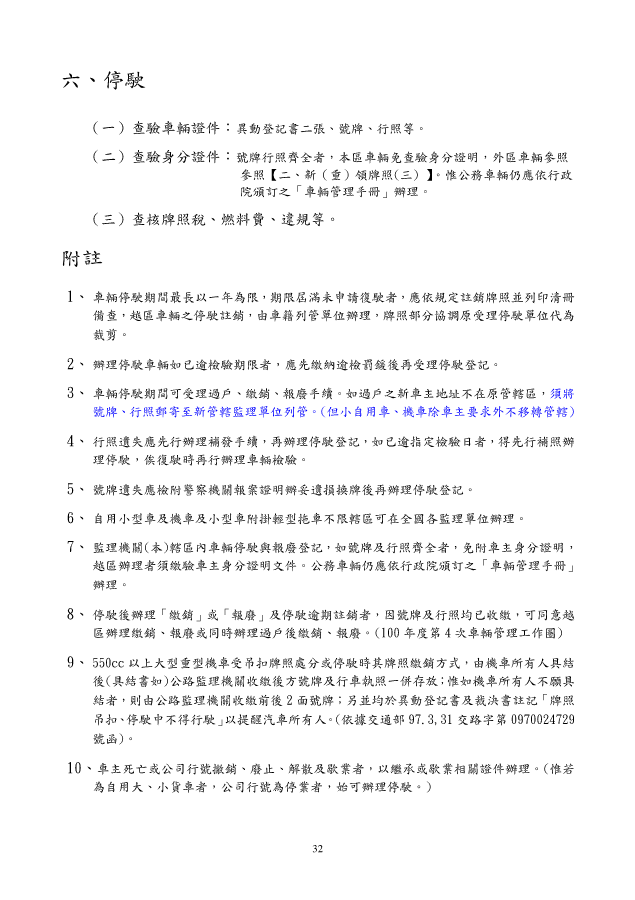 六、停駛
（一）查驗車輛證件：異動登記書二張、號牌、行照等。
（二）查驗身分證件：號牌行照齊全者，本區車輛免查驗身分證明，外區車輛參照
參照【二、新（重）領牌照(三)】。惟公務車輛仍應依行政
院頒訂之「車輛管理手冊」辦理。
（三）查核牌照稅、燃料費、違規等。
附註
1、車輛停駛期間最長以一年為限，期限屆滿未申請復駛者，應依規定註銷牌照並列印清冊
備查，越區車輛之停駛註銷，由車籍列管單位辦理，牌照部分協調原受理停駛單位代為
裁剪。
2、辦理停駛車輛如已逾檢驗期限者，應先繳納逾檢罰鍰後再受理停駛登記。
3、車輛停駛期間可受理過戶、繳銷、報廢手續。如過戶之新車主地址不在原管轄區，須將
號牌、行照郵寄至新管轄監理單位列管。(但小自用車、機車除車主要求外不移轉管轄)
4、行照遺失應先行辦理補發手續，再辦理停駛登記，如已逾指定檢驗日者，得先行補照辦
理停駛，俟復駛時再行辦理車輛檢驗。
5、號牌遺失應檢附警察機關報案證明辦妥遺損換牌後再辦理停駛登記。
6、自用小型車及機車及小型車附掛輕型拖車不限轄區可在全國各監理單位辦理。
7、監理機關(本)轄區內車輛停駛與報廢登記，如號牌及行照齊全者，免附車主身分證明，
越區辦理者須繳驗車主身分證明文件。公務車輛仍應依行政院頒訂之「車輛管理手冊」
辦理。
8、停駛後辦理「繳銷」或「報廢」及停駛逾期註銷者，因號牌及行照均已收繳，可同意越
區辦理繳銷、報廢或同時辦理過戶後繳銷、報廢。(100 年度第 4 次車輛管理工作圈)
9、550cc 以上大型重型機車受吊扣牌照處分或停駛時其牌照繳銷方式，由機車所有人具結
後(具結書如)公路監理機關收繳後方號牌及行車執照一併存放；惟如機車所有人不願具
結者，則由公路監理機關收繳前後 2 面號牌；另並均於異動登記書及裁決書註記「牌照
吊扣、停駛中不得行駛」以提醒汽車所有人。(依據交通部 97.3,31 交路字第 0970024729
號函)。
10、車主死亡或公司行號撤銷、廢止、解散及歇業者，以繼承或歇業相關證件辦理。(惟若
為自用大、小貨車者，公司行號為停業者，始可辦理停駛。)
32